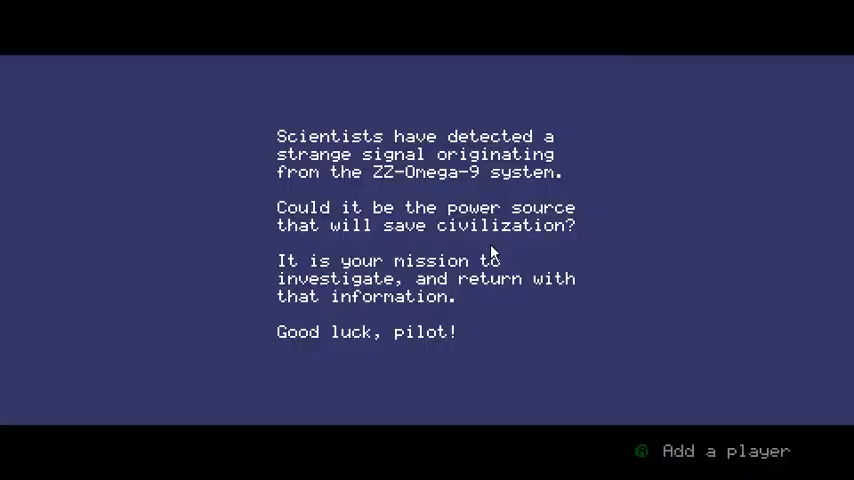 Scientists have detected a
strange signal originating
from the ZZ-Omega-9 system.
Could it be the power source
that will save civilization?
It is your mission to
investigate, and return with
that information.
Good luck, pilot!
A Add a player